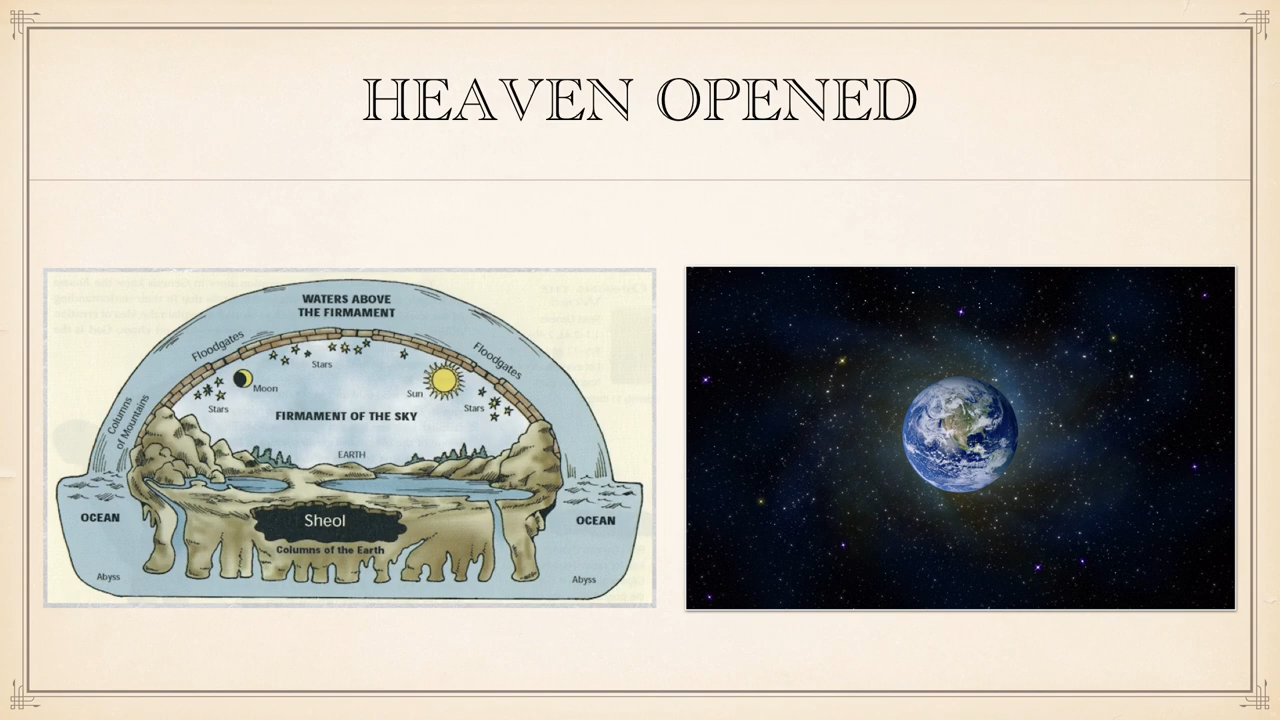 HEAVEN OPENED
WATERS ABOVE
THE FIRMAMENT
Floodgates
Floodgates
Stars
Moon
Sun
Stars
Stars
Columns
of Mountains
FIRMAMENT OF THE SKY
EARTH
OCEAN
Sheol
OCEAN
Columns of the Earth
Abyss
Abyss